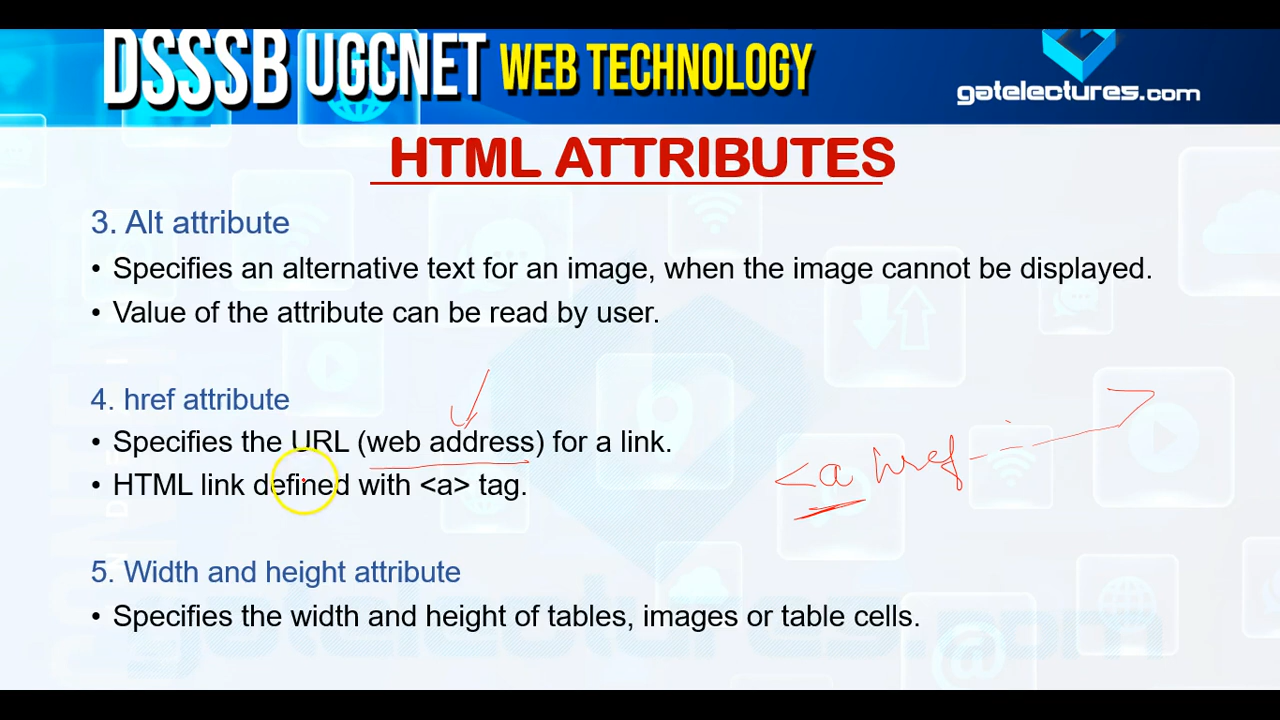 DSSSB UGCNET WEB TECHNOLOGY
gatelectures.com
HTML ATTRIBUTES
3. Alt attribute
• Specifies an alternative text for an image, when the image cannot be displayed.
• Value of the attribute can be read by user.
4. href attribute
• Specifies the URL (web address) for a link.
• HTML link defined with <a> tag.
<a href
5. Width and height attribute
• Specifies the width and height of tables, images or table cells.
gatelectures.com